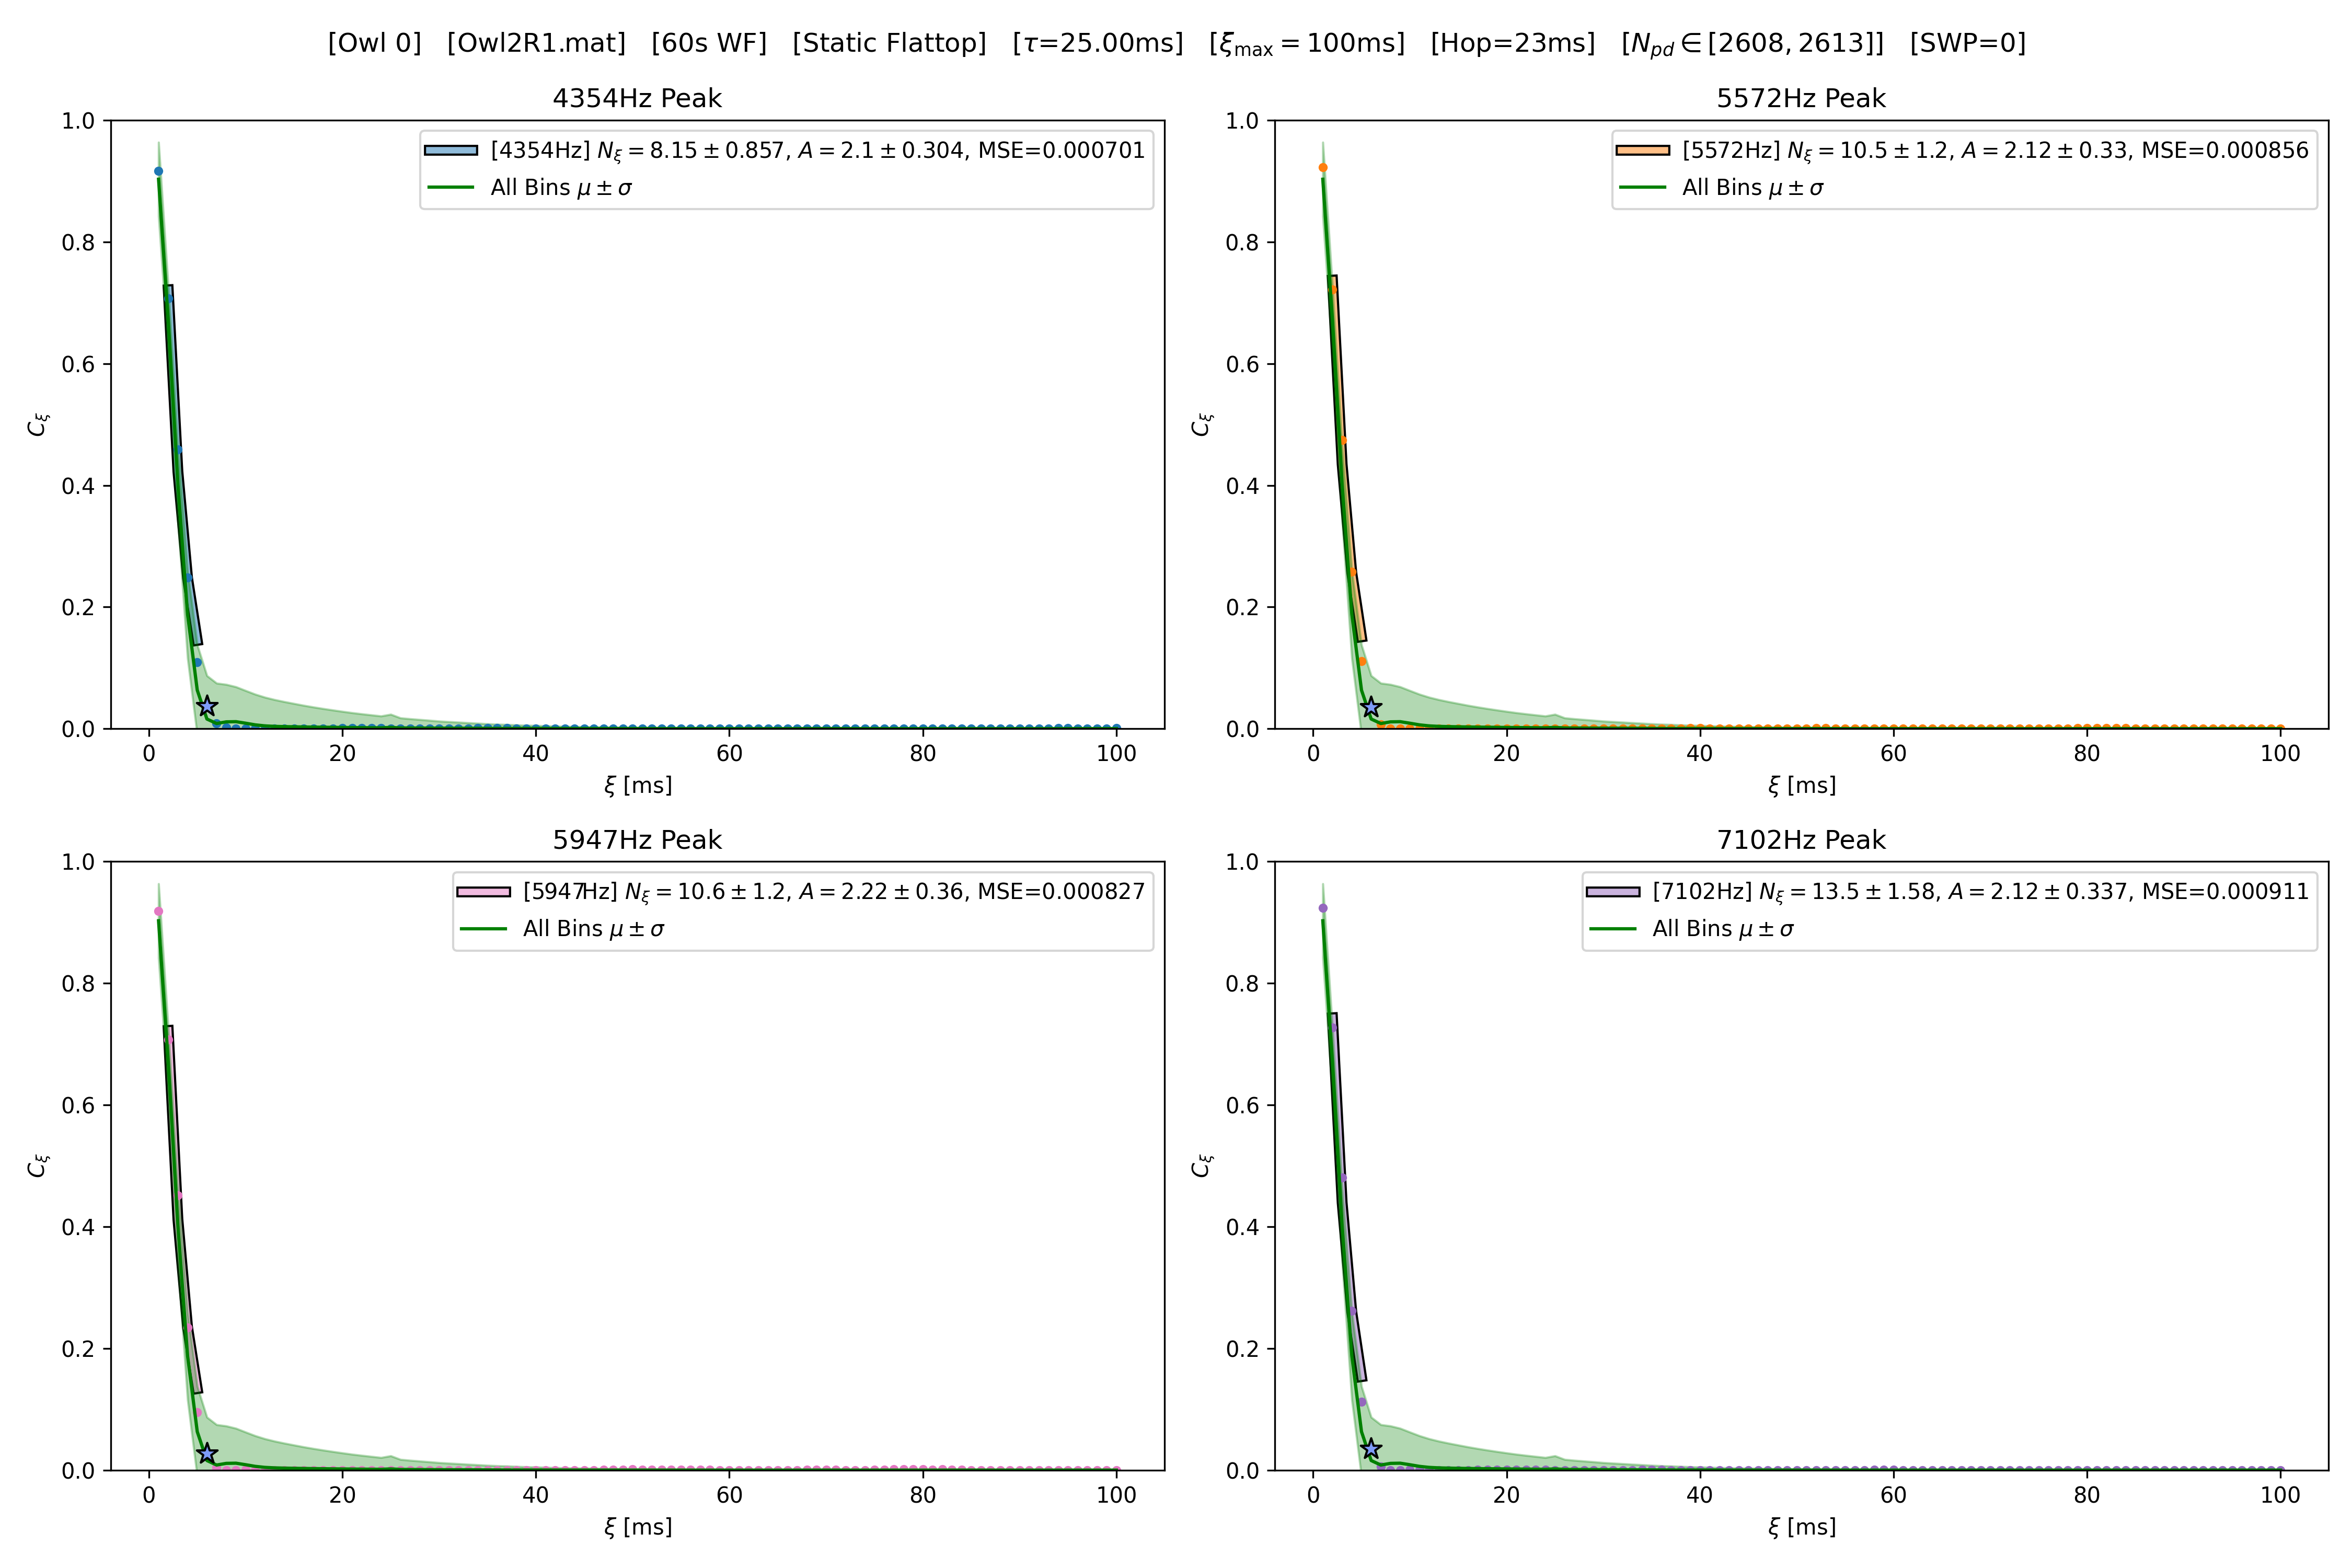 [Owl 0] [Owl2R1.mat] [60s WF] [Static Flattop] [τ=25.00ms] [ξmax = 100ms] [Hop=23ms] [Npd ∈ [2608, 2613]] [SWP=0]
4354Hz Peak
[4354Hz] Nξ = 8.15 ± 0.857, A = 2.1 ± 0.304, MSE=0.000701
All Bins μ ± σ
1.0
0.8
0.6
0.4
0.2
0.0
Cξ
0 20 40 60 80 100
ξ [ms]
5572Hz Peak
[5572Hz] Nξ = 10.5 ± 1.2, A = 2.12 ± 0.33, MSE=0.000856
All Bins μ ± σ
1.0
0.8
0.6
0.4
0.2
0.0
Cξ
0 20 40 60 80 100
ξ [ms]
5947Hz Peak
[5947Hz] Nξ = 10.6 ± 1.2, A = 2.22 ± 0.36, MSE=0.000827
All Bins μ ± σ
1.0
0.8
0.6
0.4
0.2
0.0
Cξ
0 20 40 60 80 100
ξ [ms]
7102Hz Peak
[7102Hz] Nξ = 13.5 ± 1.58, A = 2.12 ± 0.337, MSE=0.000911
All Bins μ ± σ
1.0
0.8
0.6
0.4
0.2
0.0
Cξ
0 20 40 60 80 100
ξ [ms]